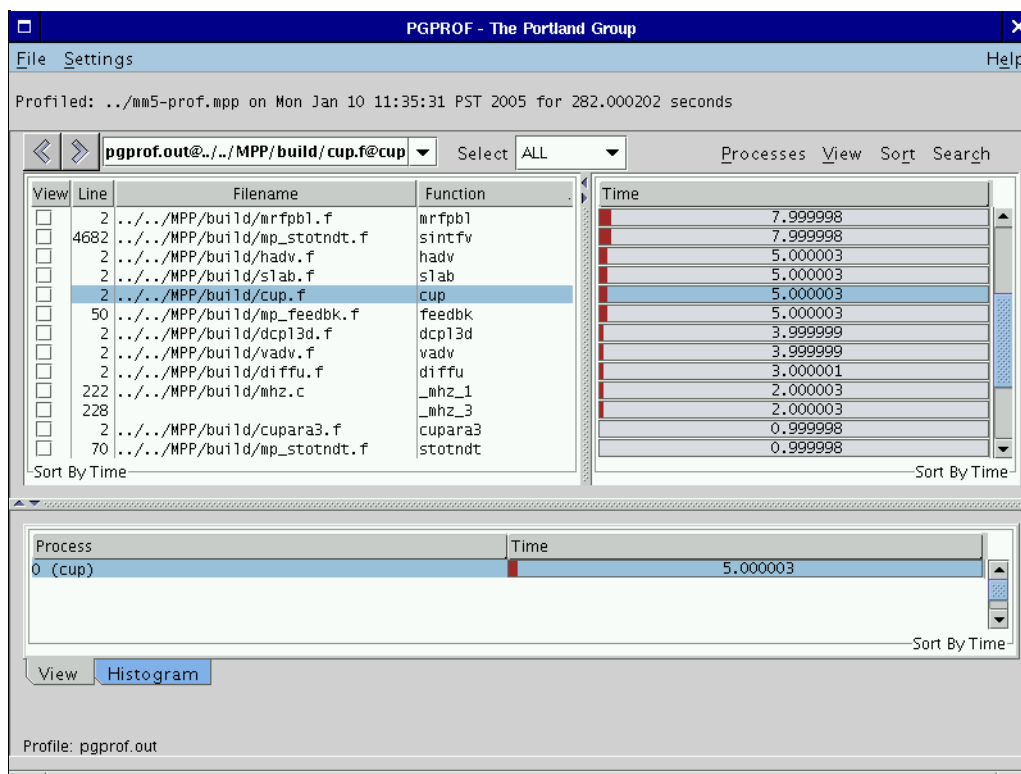 PGPROF - The Portland Group
File Settings Help
Profiled: ../mm5-prof.mpp on Mon Jan 10 11:35:31 PST 2005 for 282.000202 seconds
pgprof.out@../../MPP/build/cup.f@cup Select ALL Processes View Sort Search
View Line Filename Function Time
2 ../../MPP/build/mrfpbl.f mrfpbl 7.999998
4682 ../../MPP/build/mp_stotndt.f sintfv 7.999998
2 ../../MPP/build/hadv.f hadv 5.000003
2 ../../MPP/build/slab.f slab 5.000003
2 ../../MPP/build/cup.f cup 5.000003
50 ../../MPP/build/mp_feedbk.f feedbk 5.000003
2 ../../MPP/build/dcpl3d.f dcpl3d 3.999999
2 ../../MPP/build/vadv.f vadv 3.999999
2 ../../MPP/build/diffu.f diffu 3.000001
222 ../../MPP/build/mhz.c _mhz_1 2.000003
228 _mhz_3 2.000003
2 ../../MPP/build/cupara3.f cupara3 0.999998
70 ../../MPP/build/mp_stotndt.f stotndt 0.999998
Sort By Time Sort By Time
Process Time
0 (cup) 5.000003
Sort By Time
View Histogram
Profile: pgprof.out